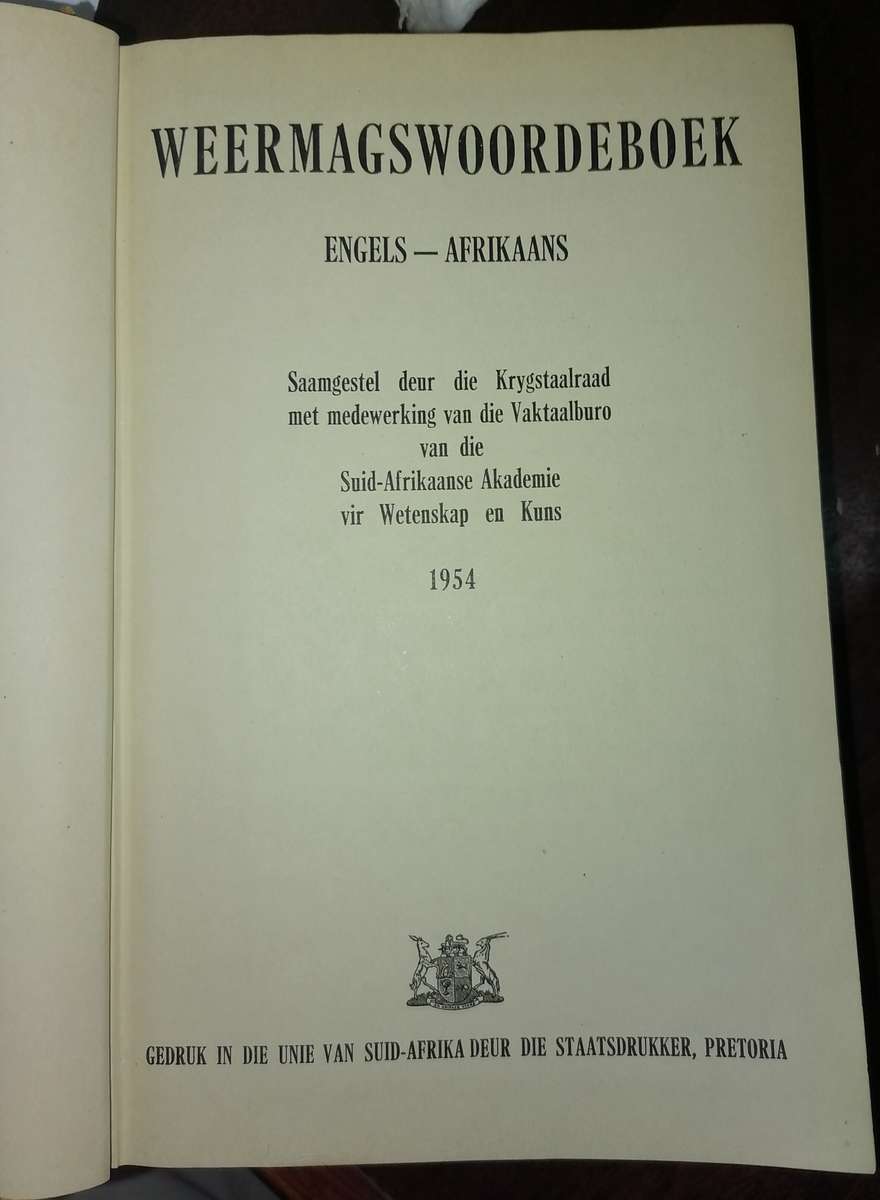 WEERMAGSWOORDEBOEK
ENGELS — AFRIKAANS
Saamgestel deur die Krygstaalraad
met medewerking van die Vaktaalburo
van die
Suid-Afrikaanse Akademie
vir Wetenskap en Kuns
1954
GEDRUK IN DIE UNIE VAN SUID-AFRIKA DEUR DIE STAATSDRUKKER, PRETORIA